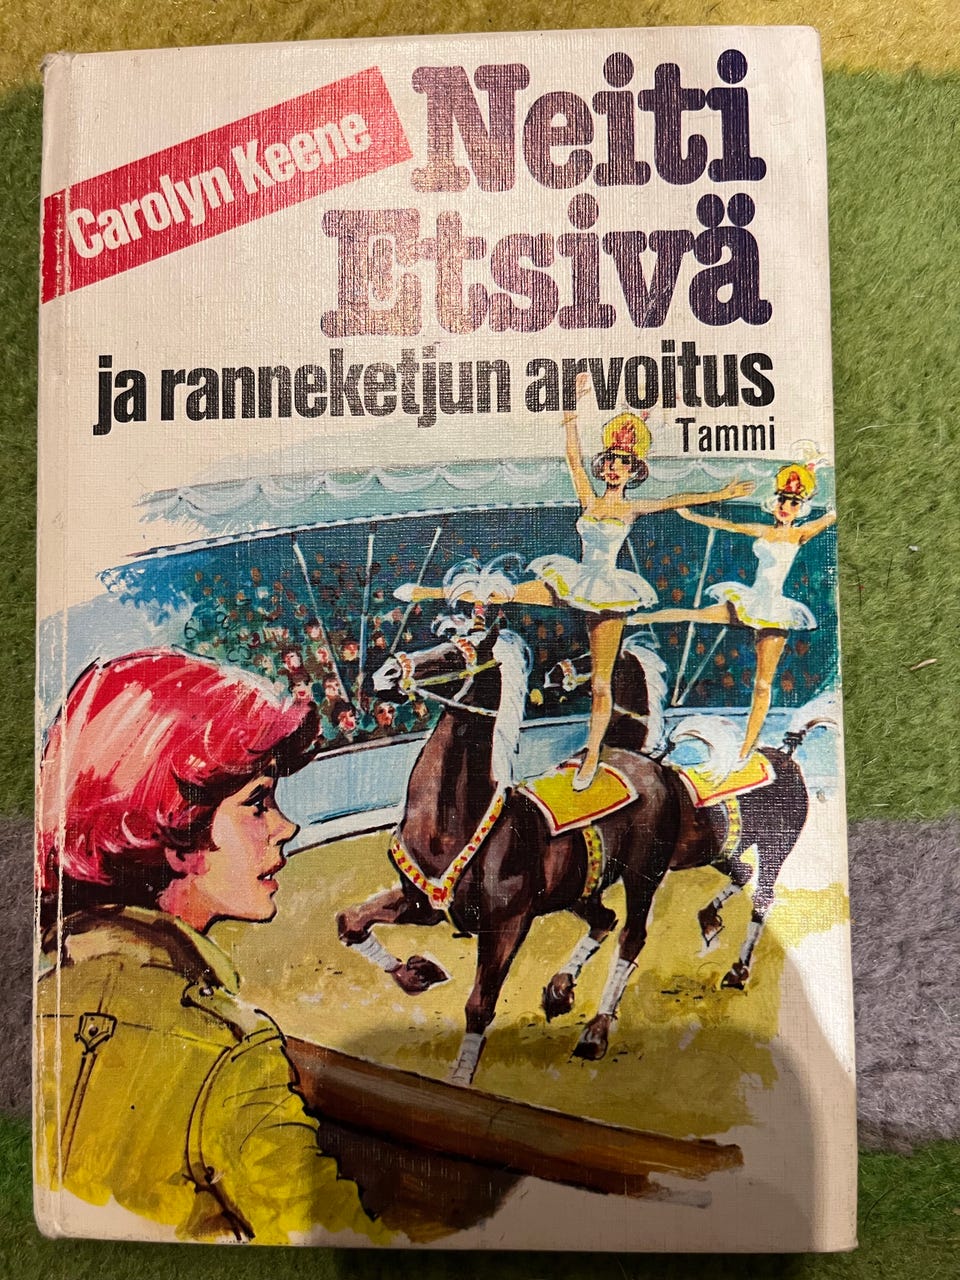 Carolyn Keene
Neiti
Etsivä
ja ranneketjun arvoitus
Tammi